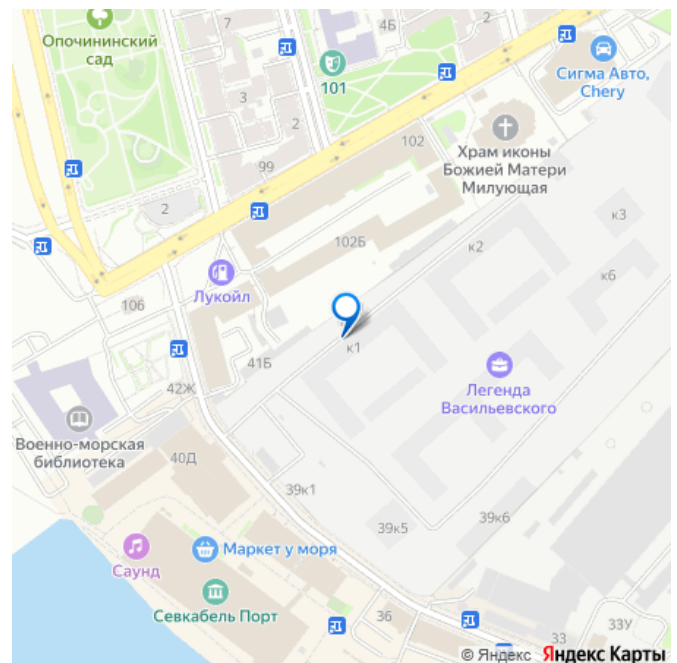 7
4Б
Опочининский
сад
101
Сигма Авто,
Chery
3
2
102
99
Храм иконы
Божией Матери
Милующая
2
к3
102Б
к2
к6
Лукойл
106
к1
41Б
Легенда
Васильевского
42Ж
Военно-морская
библиотека
40Д
39к1
39к6
39к5
Маркет у моря
Саунд
Севкабель Порт
36
33У
33
© Яндекс Яндекс Карты